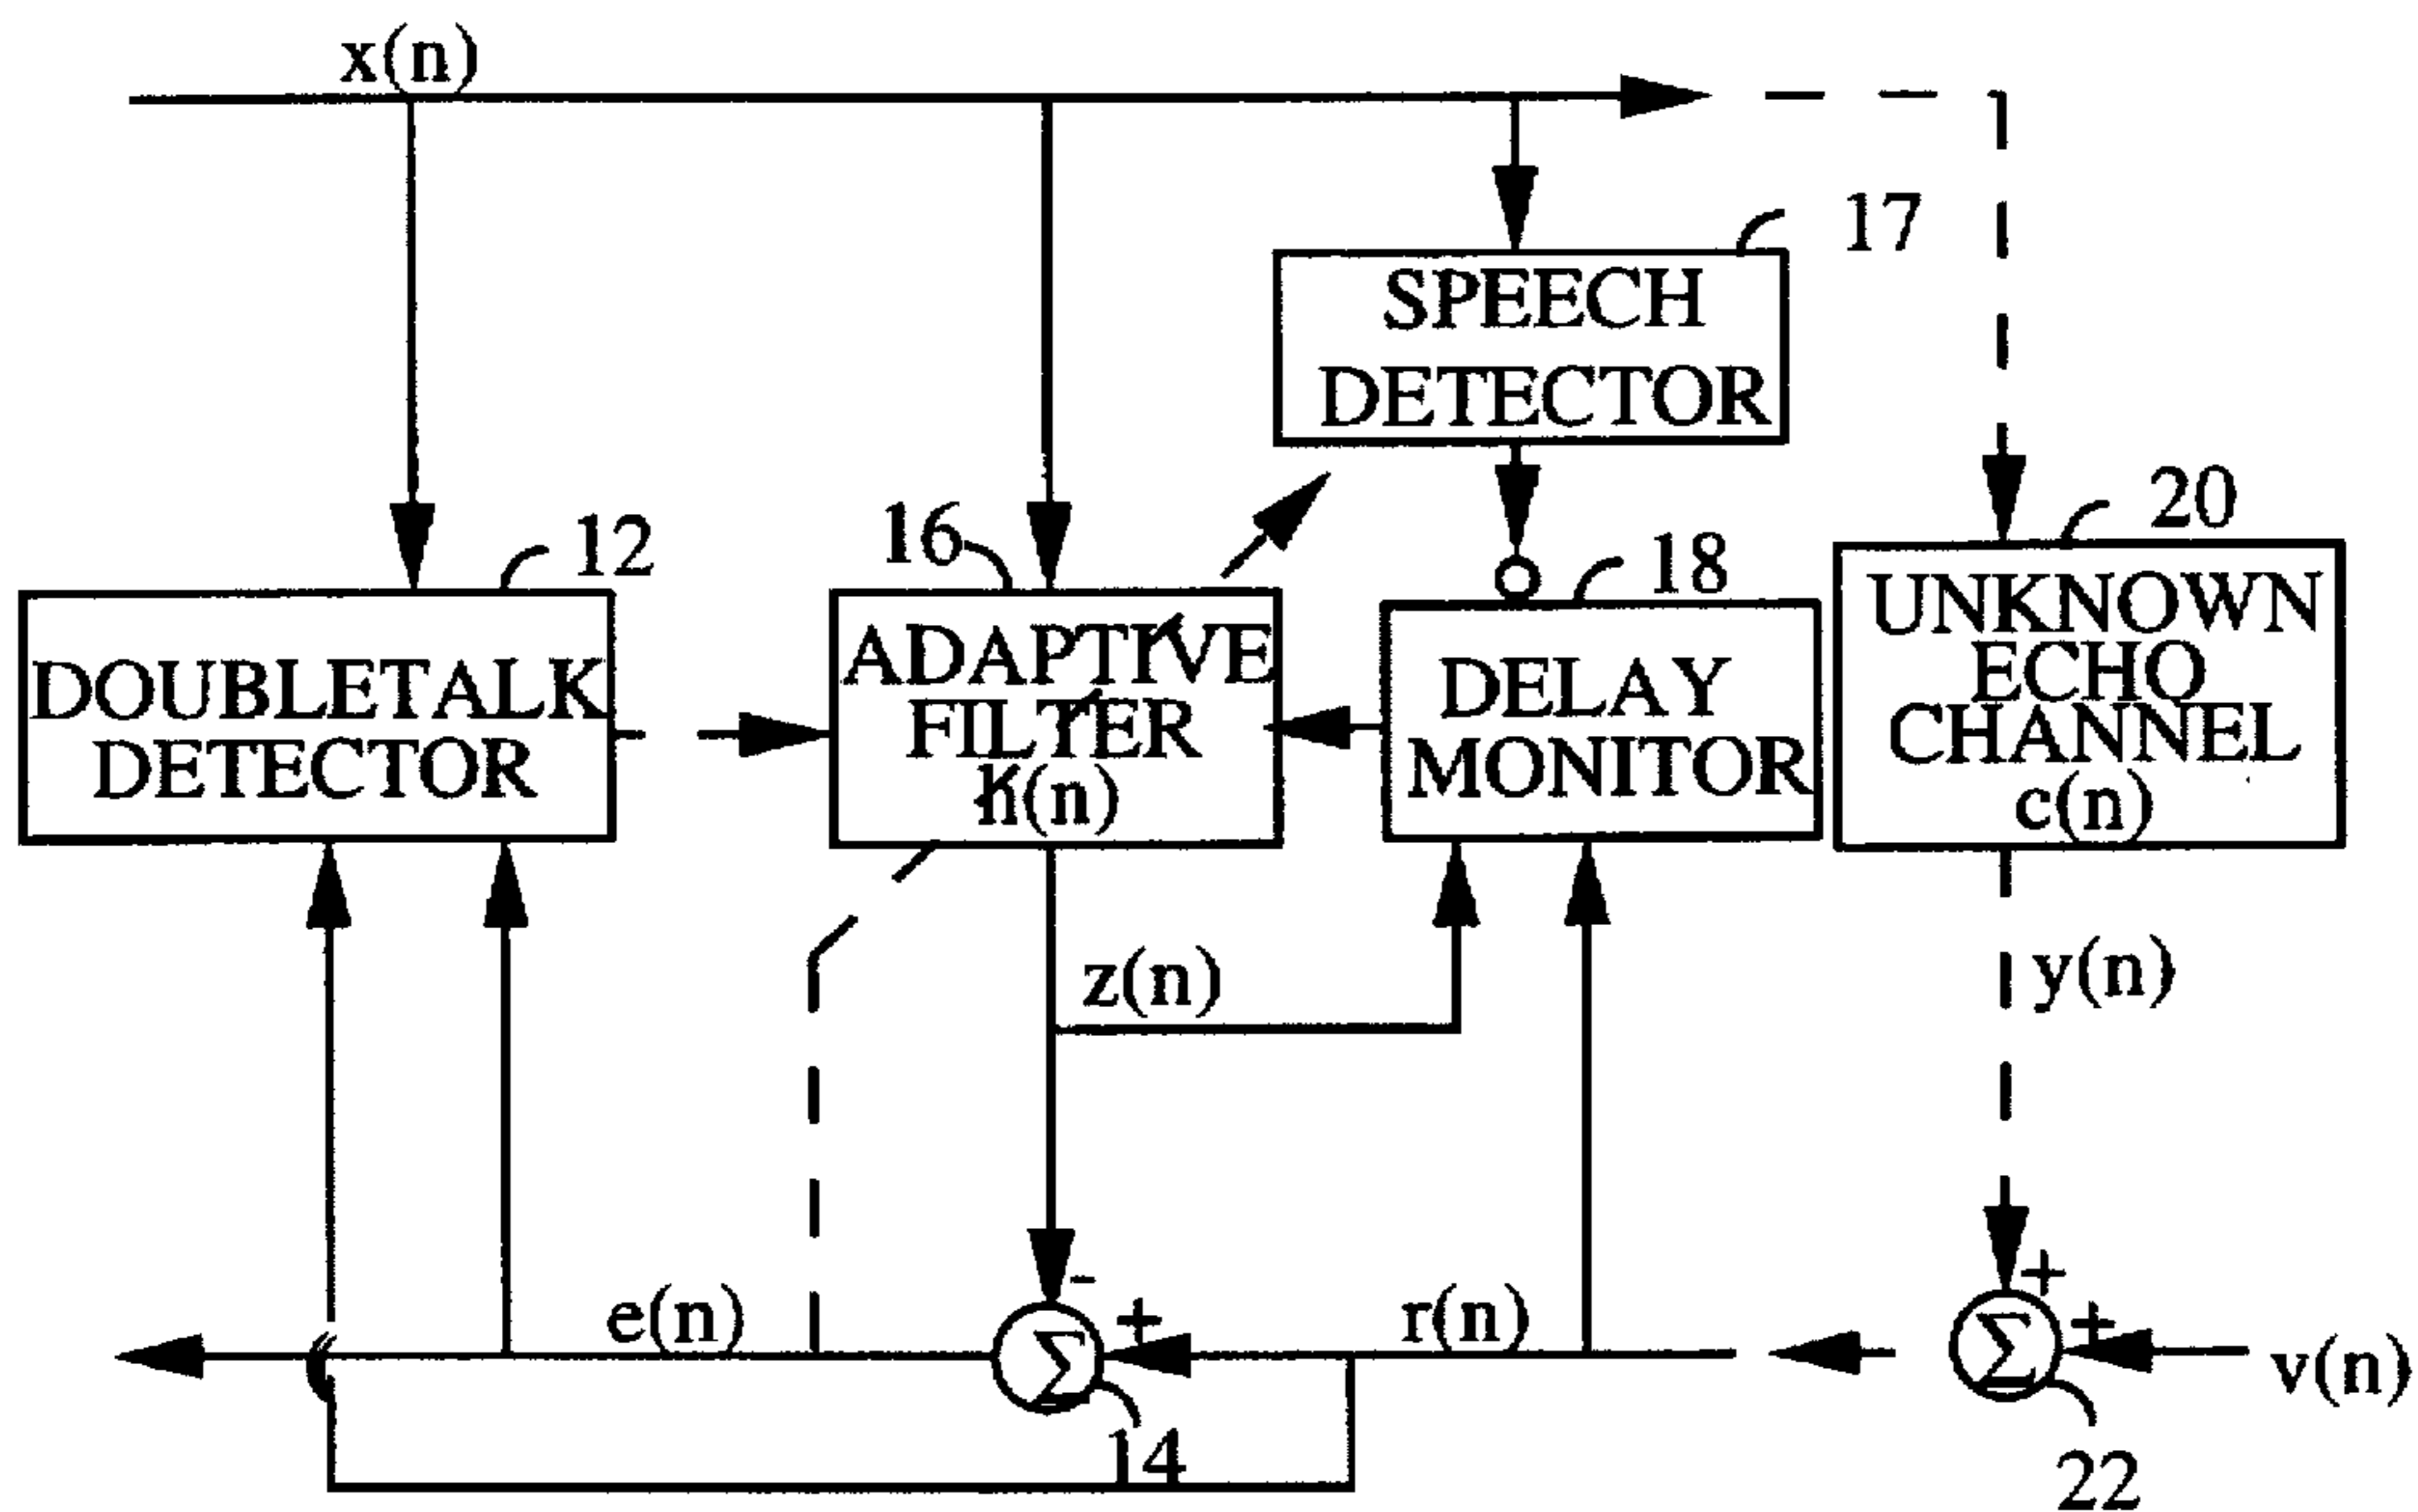 x(n)
17
SPEECH
DETECTOR
12
16
18
20
DOUBLETALK
DETECTOR
ADAPTIVE
FILTER
(n)
DELAY
MONITOR
UNKNOWN
ECHO
CHANNEL
c(n)
z(n)
y(n)
-
+
+
+
e(n)
Σ
r(n)
Σ
v(n)
14
22